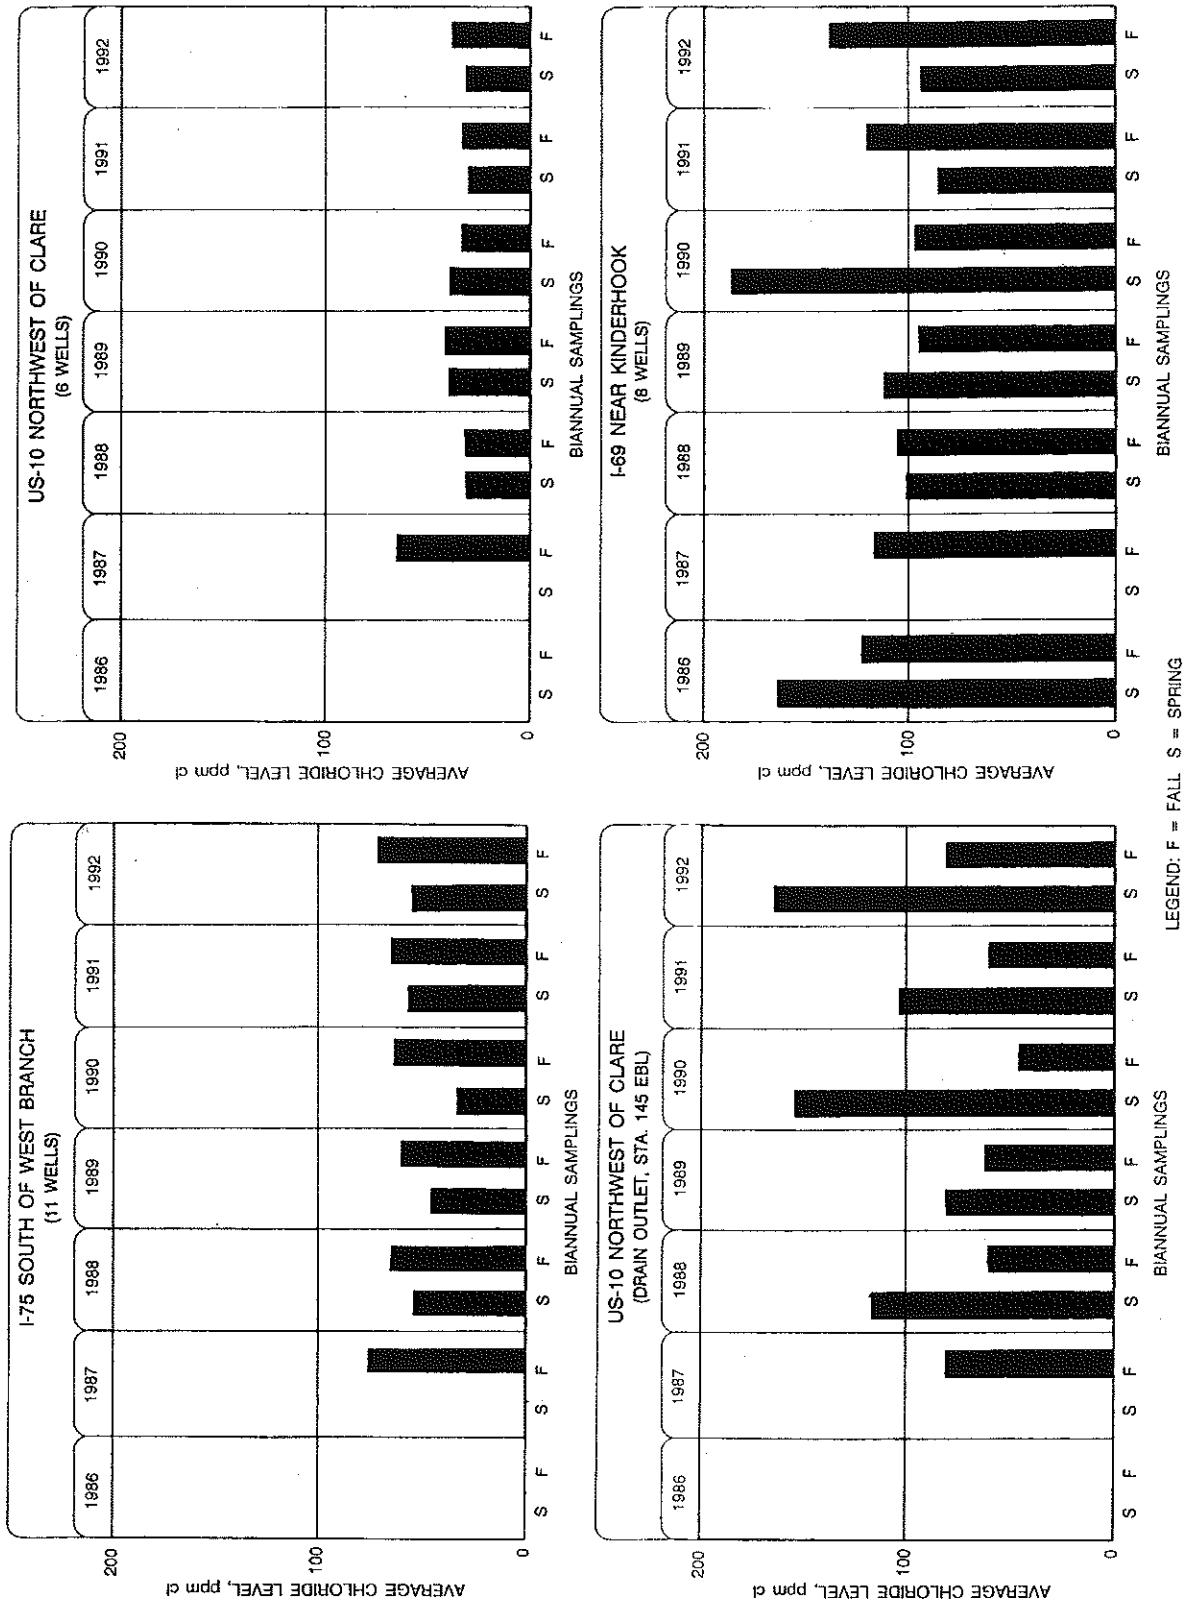 I-75 SOUTH OF WEST BRANCH
(11 WELLS)
1986 1987 1988 1989 1990 1991 1992
200
100
0
AVERAGE CHLORIDE LEVEL, ppm cl
S F S F S F S F S F S F S F
BIANNUAL SAMPLINGS
US-10 NORTHWEST OF CLARE
(6 WELLS)
1986 1987 1988 1989 1990 1991 1992
200
100
0
AVERAGE CHLORIDE LEVEL, ppm cl
S F S F S F S F S F S F S F
BIANNUAL SAMPLINGS
US-10 NORTHWEST OF CLARE
(DRAIN OUTLET, STA. 145 EBL)
1986 1987 1988 1989 1990 1991 1992
200
100
0
AVERAGE CHLORIDE LEVEL, ppm cl
S F S F S F S F S F S F S F
BIANNUAL SAMPLINGS
I-69 NEAR KINDERHOOK
(8 WELLS)
1986 1987 1988 1989 1990 1991 1992
200
100
0
AVERAGE CHLORIDE LEVEL, ppm cl
S F S F S F S F S F S F S F
BIANNUAL SAMPLINGS
LEGEND: F = FALL S = SPRING